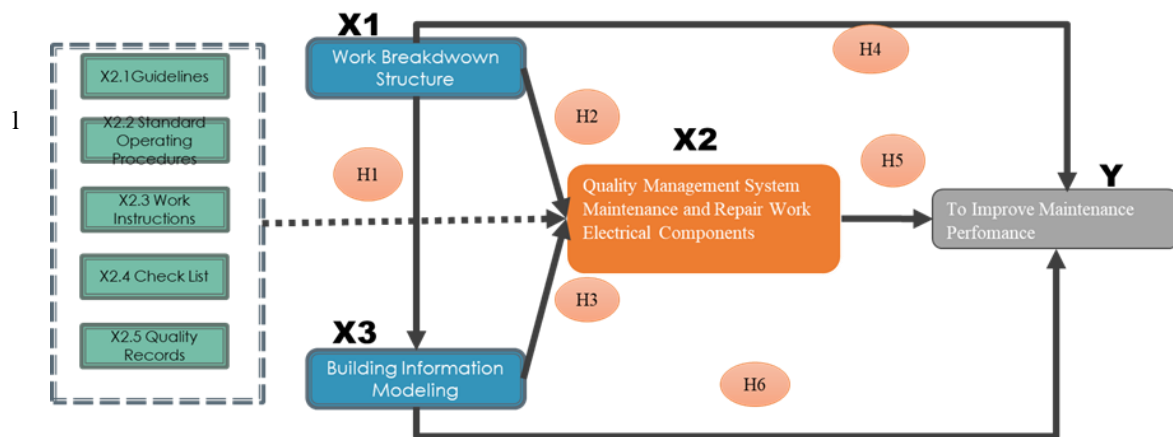 1
X2.1Guidelines
X2.2 Standard
Operating
Procedures
X2.3 Work
Instructions
X2.4 Check List
X2.5 Quality
Records
X1
Work Breakdwown
Structure
H1
X3
Building Information
Modeling
H2
H3
X2
Quality Management System
Maintenance and Repair Work
Electrical Components
H4
H5
H6
Y
To Improve Maintenance
Perfomance